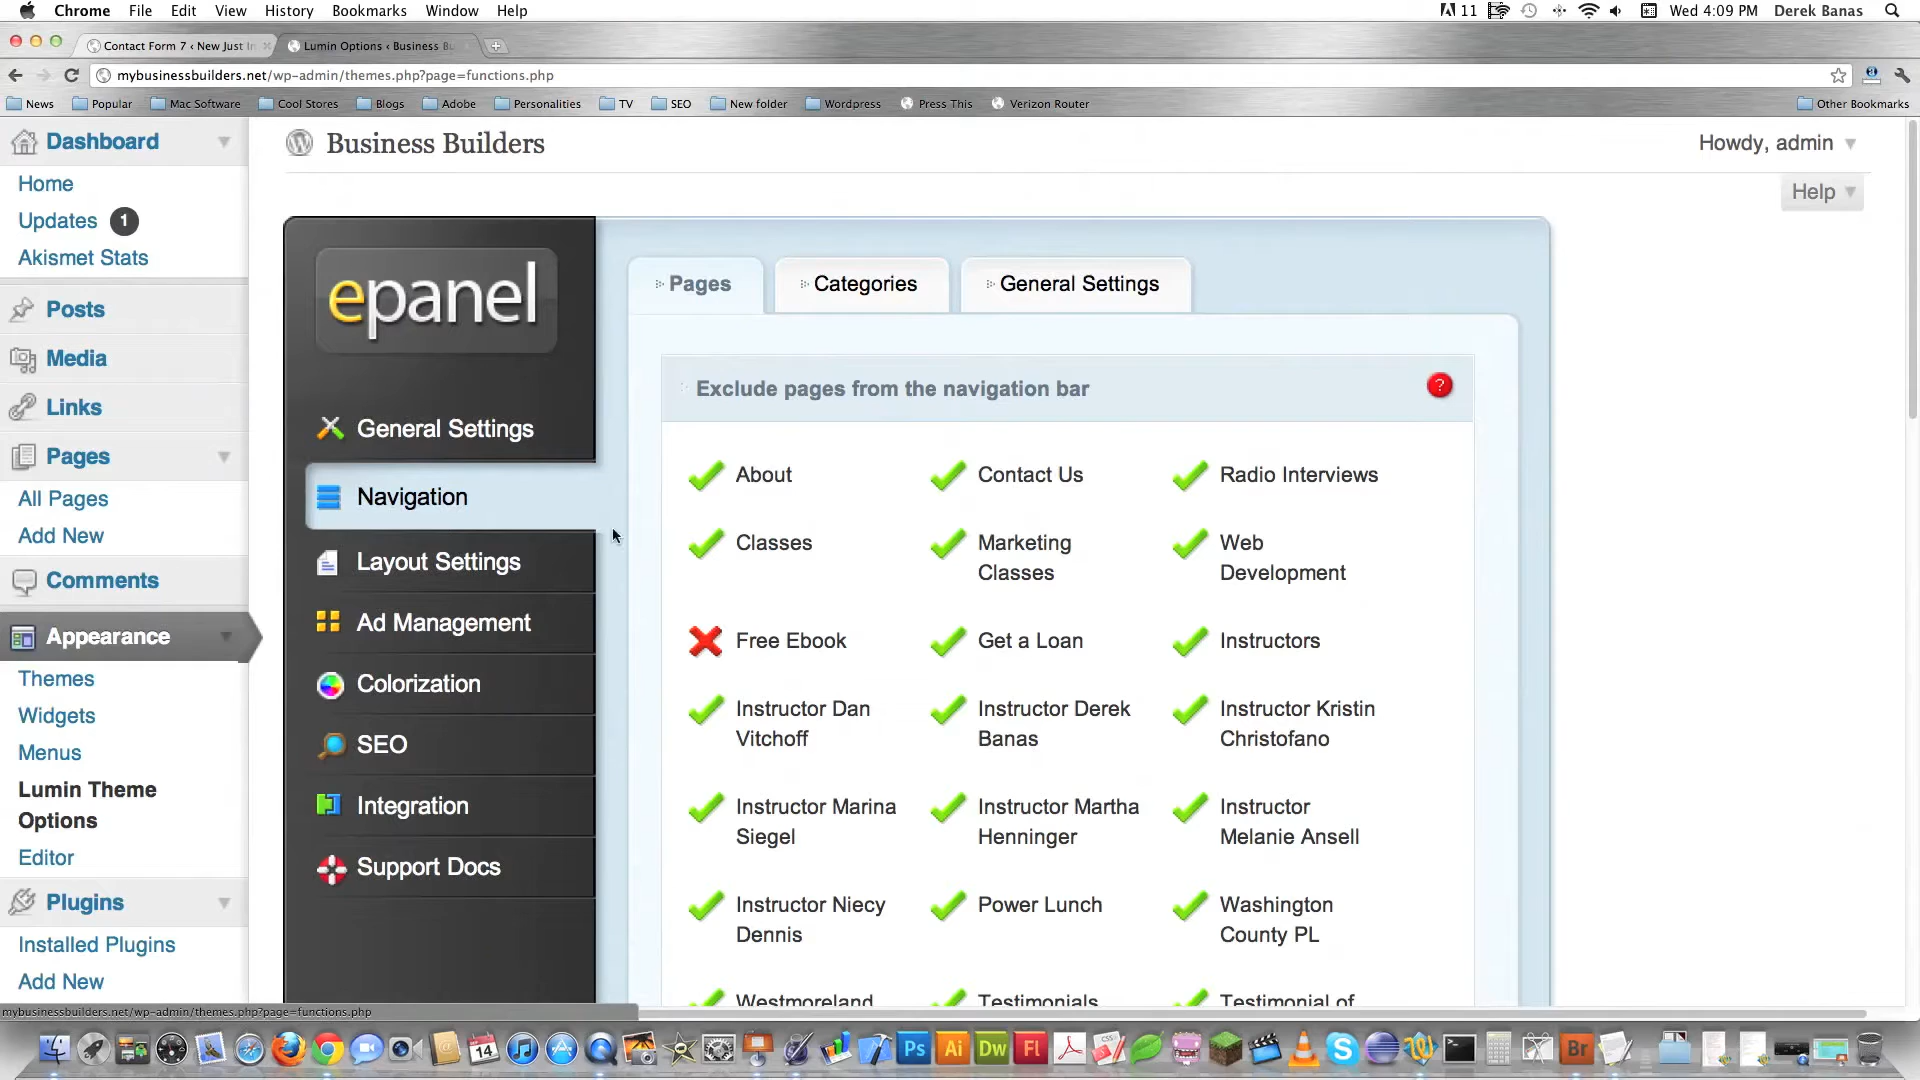 Chrome File Edit View History Bookmarks Window Help
11 Wed 4:09 PM Derek Banas
Contact Form 7 ‹ New Just In
Lumin Options ‹ Business Bu
mybusinessbuilders.net/wp-admin/themes.php?page=functions.php
News Popular Mac Software Cool Stores Blogs Adobe Personalities TV SEO New folder Wordpress Press This Verizon Router Other Bookmarks
Dashboard
Home
Updates 1
Akismet Stats
Posts
Media
Links
Pages
All Pages
Add New
Comments
Appearance
Themes
Widgets
Menus
Lumin Theme
Options
Editor
Plugins
Installed Plugins
Add New
Business Builders
Howdy, admin
Help
epanel
General Settings
Navigation
Layout Settings
Ad Management
Colorization
SEO
Integration
Support Docs
Pages
Categories
General Settings
Exclude pages from the navigation bar
?
About
Contact Us
Radio Interviews
Classes
Marketing
Classes
Web
Development
Free Ebook
Get a Loan
Instructors
Instructor Dan
Vitchoff
Instructor Derek
Banas
Instructor Kristin
Christofano
Instructor Marina
Siegel
Instructor Martha
Henninger
Instructor
Melanie Ansell
Instructor Niecy
Dennis
Power Lunch
Washington
County PL
Westmoreland
Testimonials
Testimonial of
mybusinessbuilders.net/wp-admin/themes.php?page=functions.php
14
Ps
Ai
Dw
Fl
Br